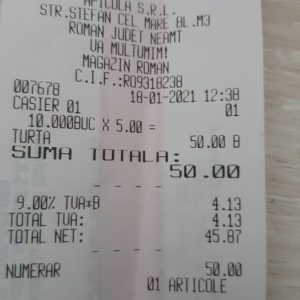 APICOLA S.R.L.
STR.STEFAN CEL MARE BL.M3
ROMAN JUDET NEAMT
VA MULTUMIM!
MAGAZIN ROMAN
C.I.F.:RO9318238
007678 18-01-2021 12:38
CASIER 01 01
10.000BUC X 5.00 =
TURTA 50.00 B
SUMA TOTALA:
50.00
- - - -
9.00% TVA*B 4.13
TOTAL TVA: 4.13
TOTAL NET: 45.87
- - - -
NUMERAR 50.00
01 ARTICOLE